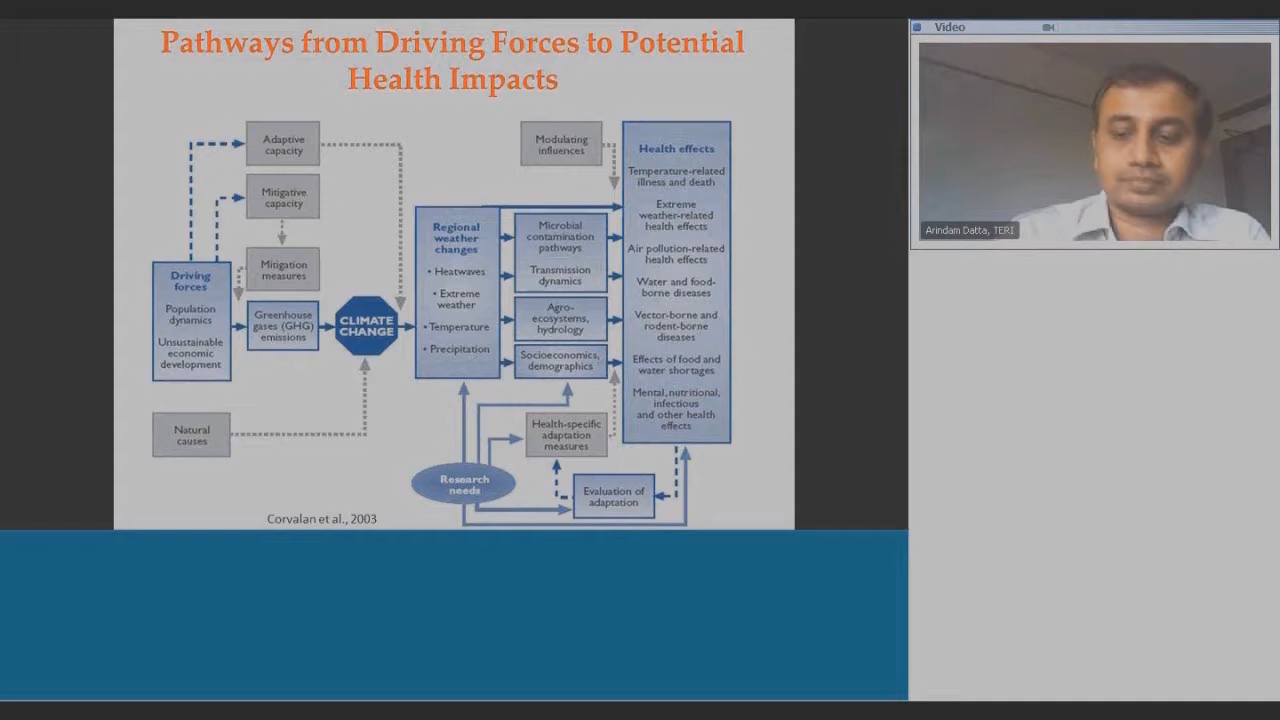 Pathways from Driving Forces to Potential
Health Impacts
Adaptive
capacity
Mitigative
capacity
Mitigation
measures
Driving
forces
Population
dynamics
Unsustainable
economic
development
Greenhouse
gases (GHG)
emissions
CLIMATE
CHANGE
Natural
causes
Regional
weather
changes
• Heatwaves
• Extreme
weather
• Temperature
• Precipitation
Modulating
influences
Microbial
contamination
pathways
Transmission
dynamics
Agro-
ecosystems,
hydrology
Socioeconomics,
demographics
Health-specific
adaptation
measures
Research
needs
Evaluation of
adaptation
Health effects
Temperature-related
illness and death
Extreme
weather-related
health effects
Air pollution-related
health effects
Water and food-
borne diseases
Vector-borne and
rodent-borne
diseases
Effects of food and
water shortages
Mental, nutritional,
infectious
and other health
effects
Corvalan et al., 2003
Video
Arindam Datta, TERI